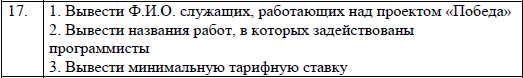 17. 1. Вывести Ф.И.О. служащих, работающих над проектом «Победа»
2. Вывести названия работ, в которых задействованы
программисты
3. Вывести минимальную тарифную ставку